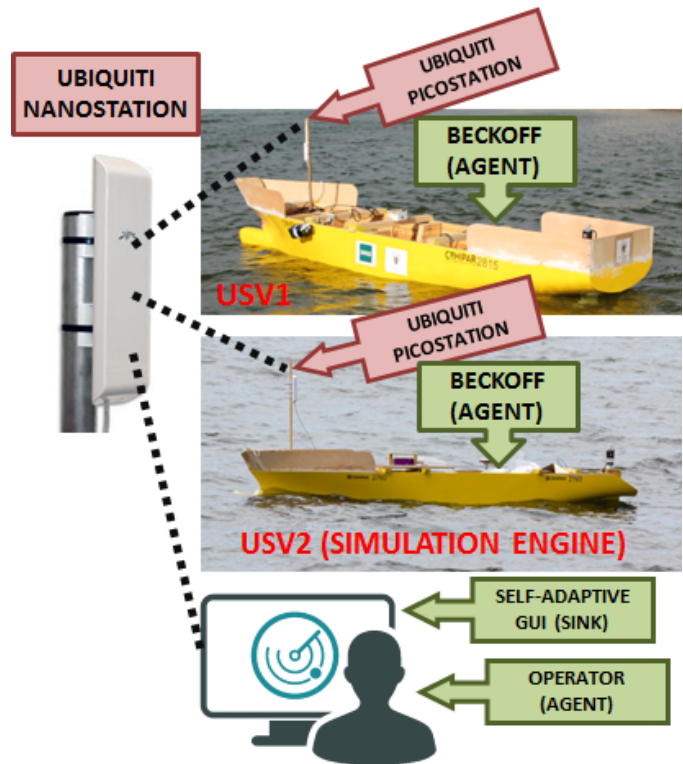 UBIQUITI
NANOSTATION
UBIQUITI
PICOSTATION
BECKOFF
(AGENT)
USV1
UBIQUITI
PICOSTATION
BECKOFF
(AGENT)
USV2 (SIMULATION ENGINE)
SELF-ADAPTIVE
GUI (SINK)
OPERATOR
(AGENT)